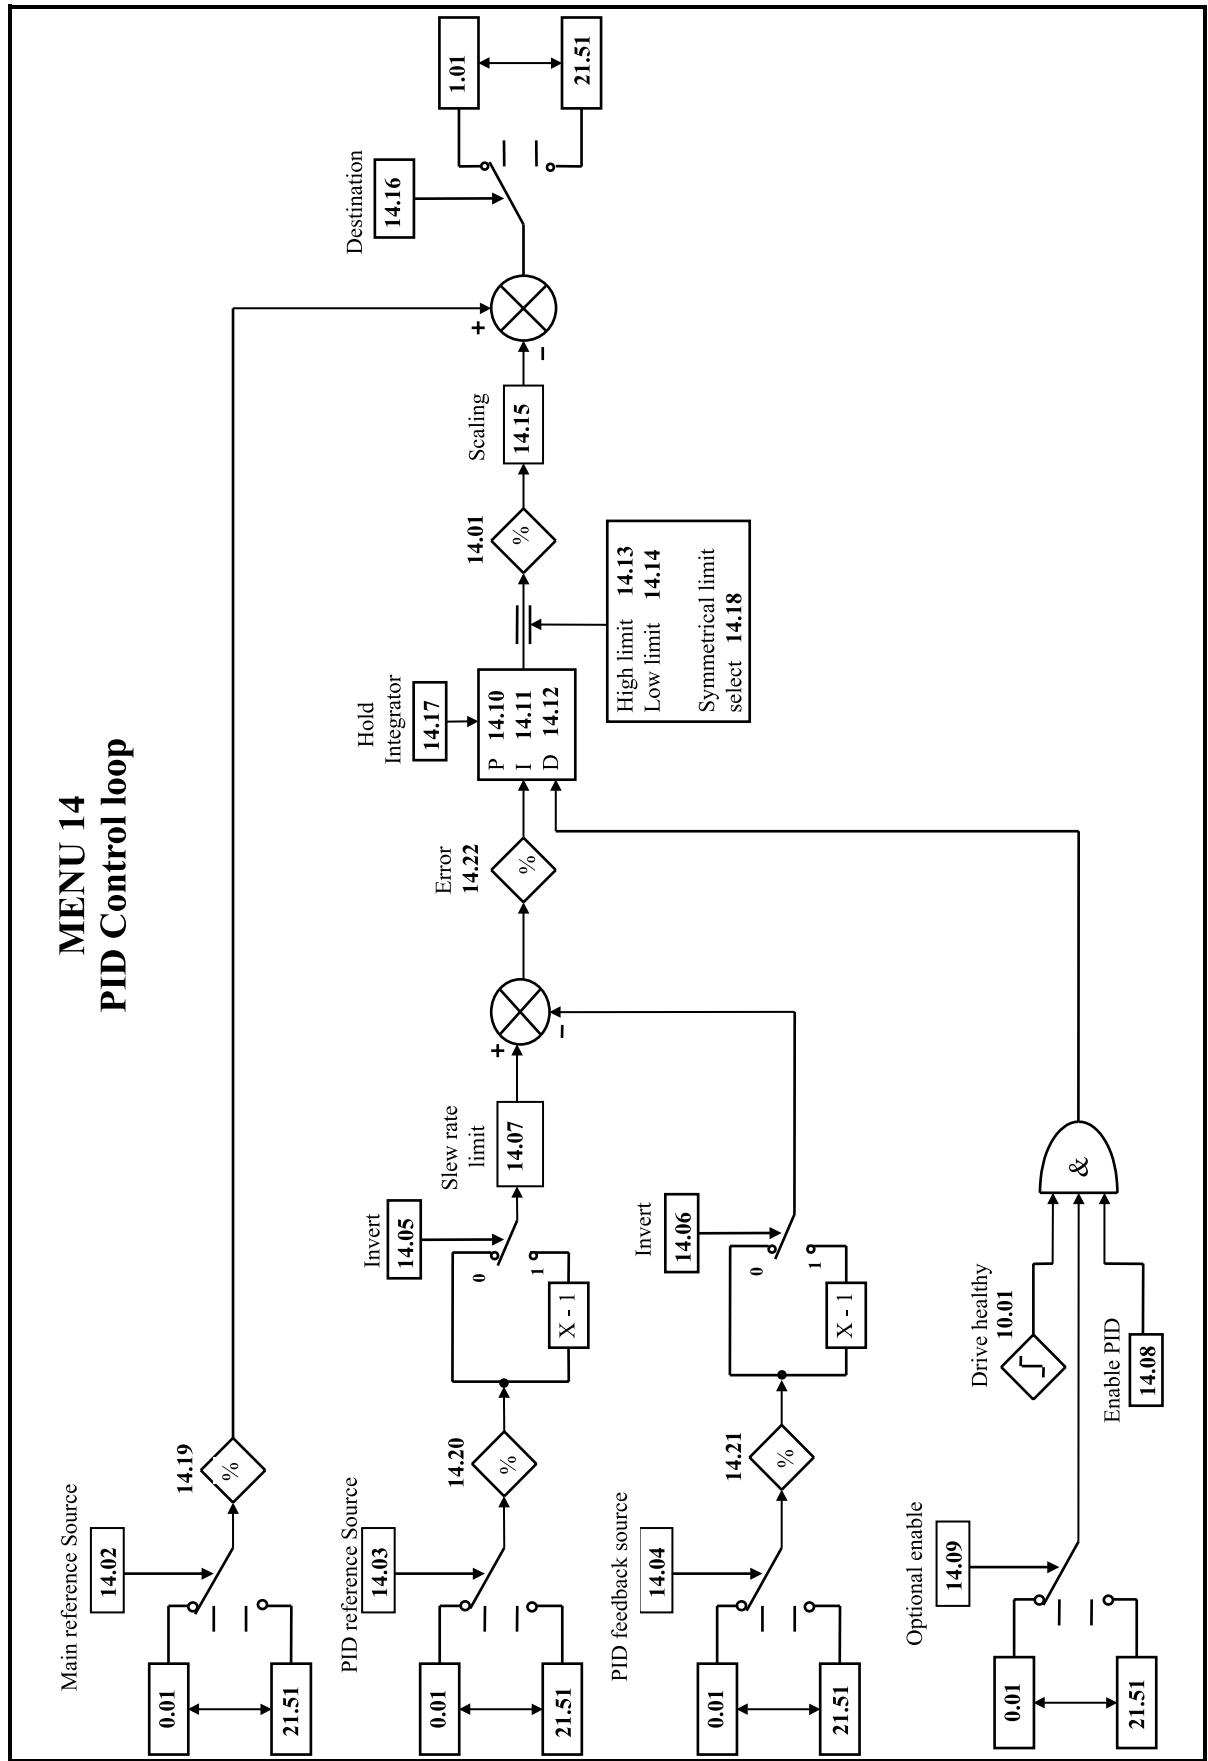 MENU 14
PID Control loop
Main reference Source
14.02
0.01
21.51
14.19
%
PID reference Source
14.03
0.01
21.51
14.20
%
Invert
14.05
0
1
X - 1
Slew rate
limit
14.07
+
–
Error
14.22
%
Hold
Integrator
14.17
P 14.10
I 14.11
D 14.12
High limit 14.13
Low limit 14.14
Symmetrical limit
select 14.18
14.01
%
Scaling
14.15
+
–
Destination
14.16
1.01
21.51
PID feedback source
14.04
0.01
21.51
14.21
%
Invert
14.06
0
1
X - 1
Optional enable
14.09
0.01
21.51
Drive healthy
10.01
Enable PID
14.08
&